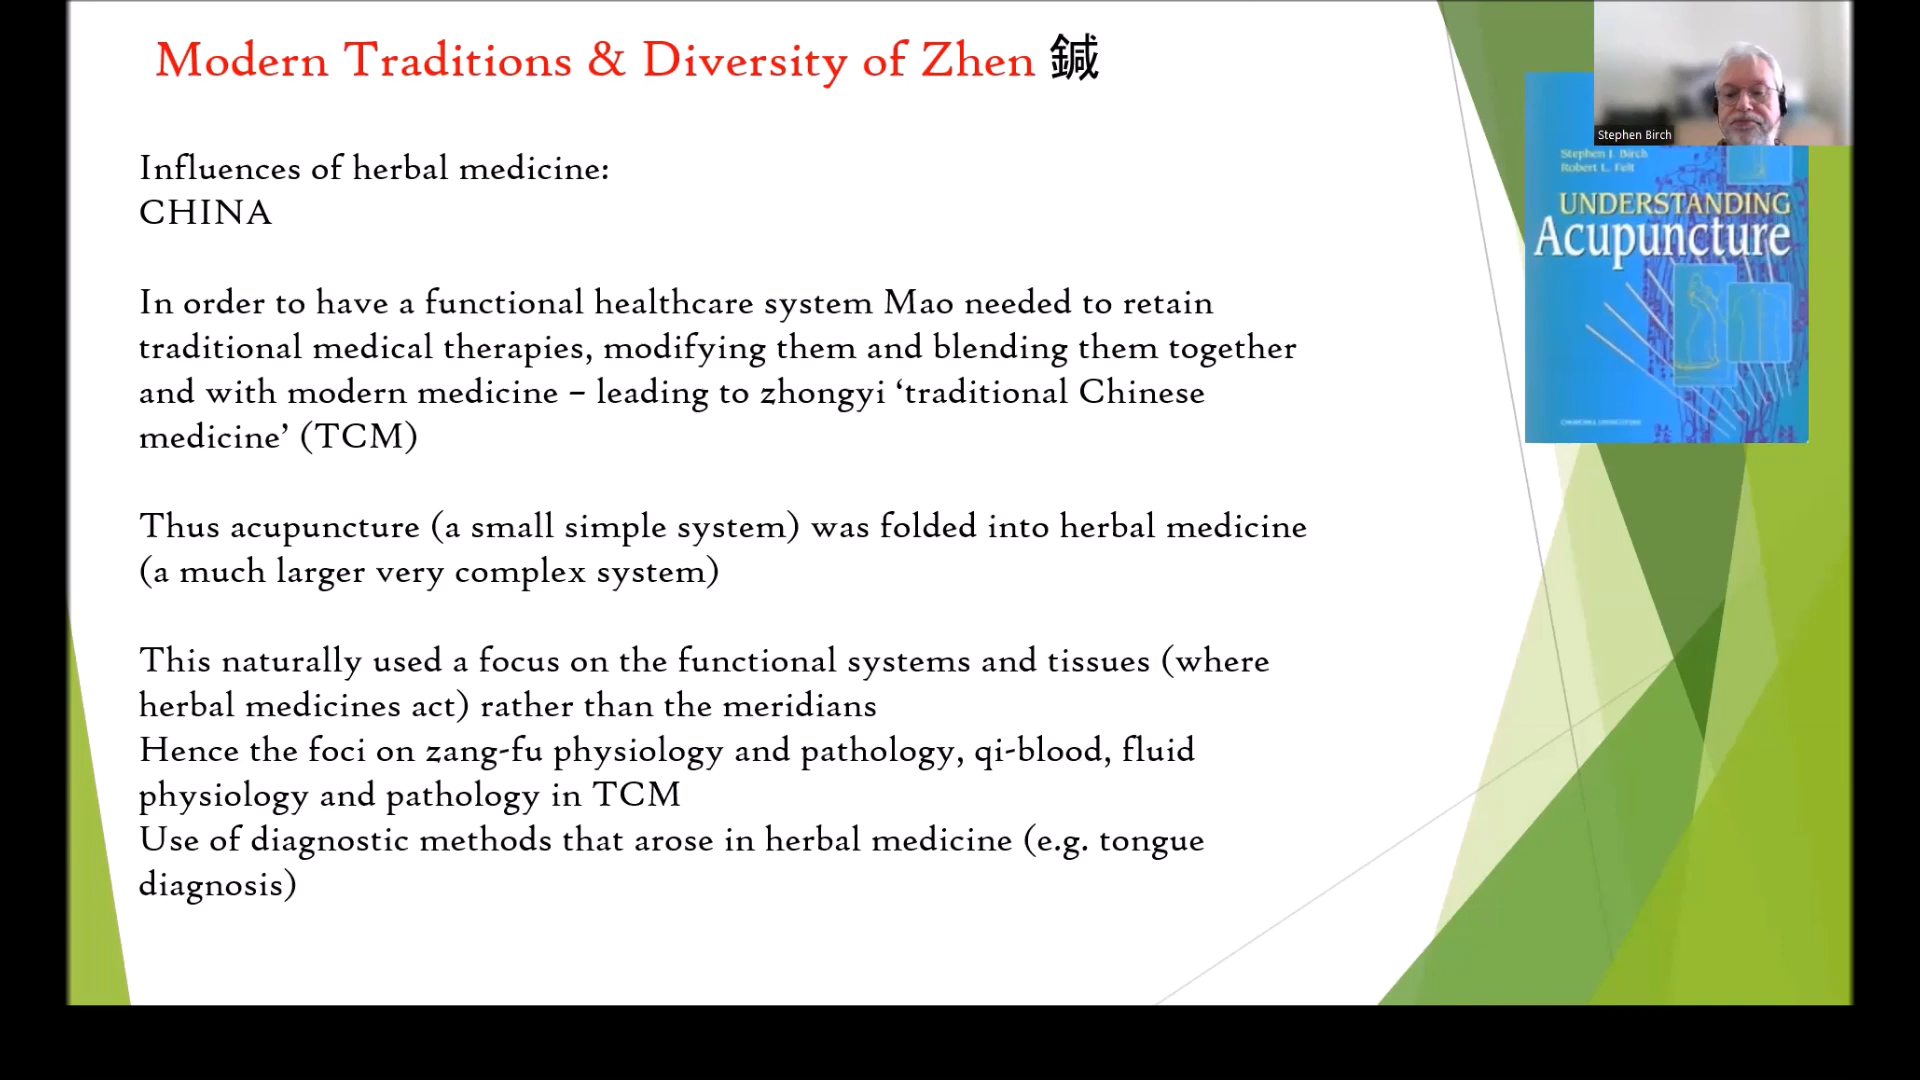 Modern Traditions & Diversity of Zhen 鍼
Stephen Birch
Influences of herbal medicine:
CHINA
In order to have a functional healthcare system Mao needed to retain
traditional medical therapies, modifying them and blending them together
and with modern medicine – leading to zhongyi ‘traditional Chinese
medicine’ (TCM)
Thus acupuncture (a small simple system) was folded into herbal medicine
(a much larger very complex system)
This naturally used a focus on the functional systems and tissues (where
herbal medicines act) rather than the meridians
Hence the foci on zang-fu physiology and pathology, qi-blood, fluid
physiology and pathology in TCM
Use of diagnostic methods that arose in herbal medicine (e.g. tongue
diagnosis)
Stephen J. Birch
Robert L. Felt
UNDERSTANDING
Acupuncture
CHURCHILL LIVINGSTONE